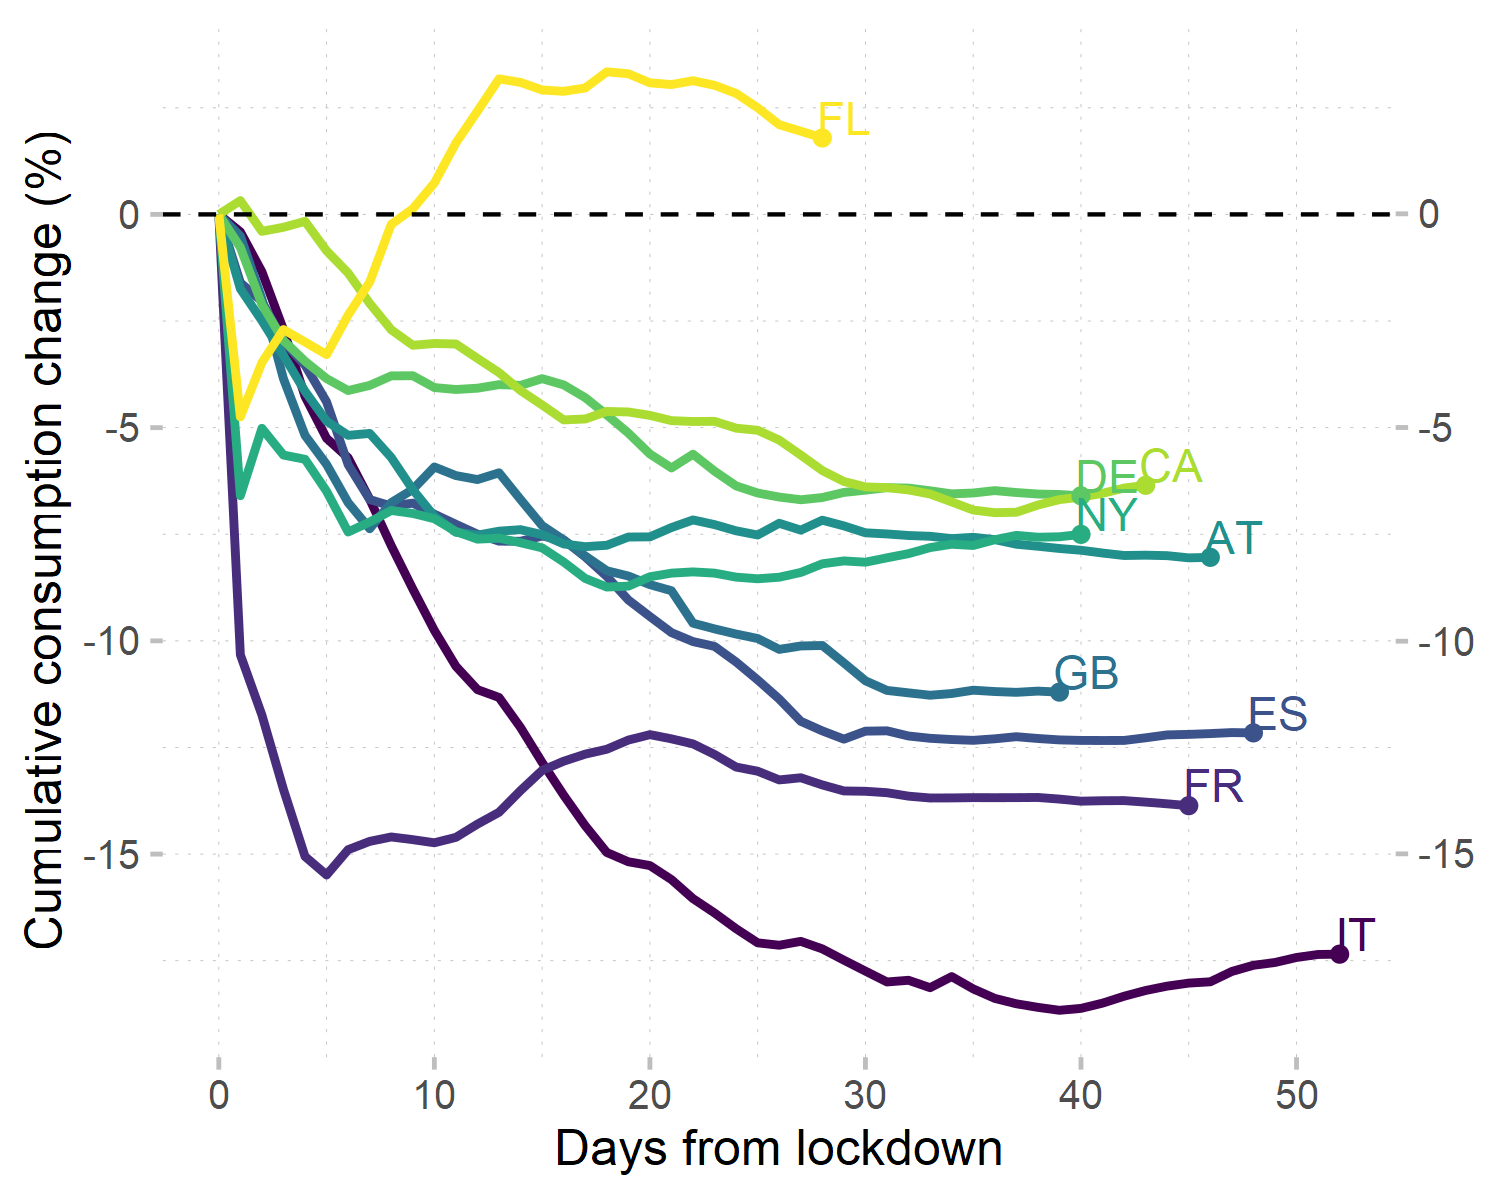 Cumulative consumption change (%)
0
-5
-10
-15
0
-5
-10
-15
FL
CA
DE
NY
AT
GB
ES
FR
IT
0 10 20 30 40 50
Days from lockdown